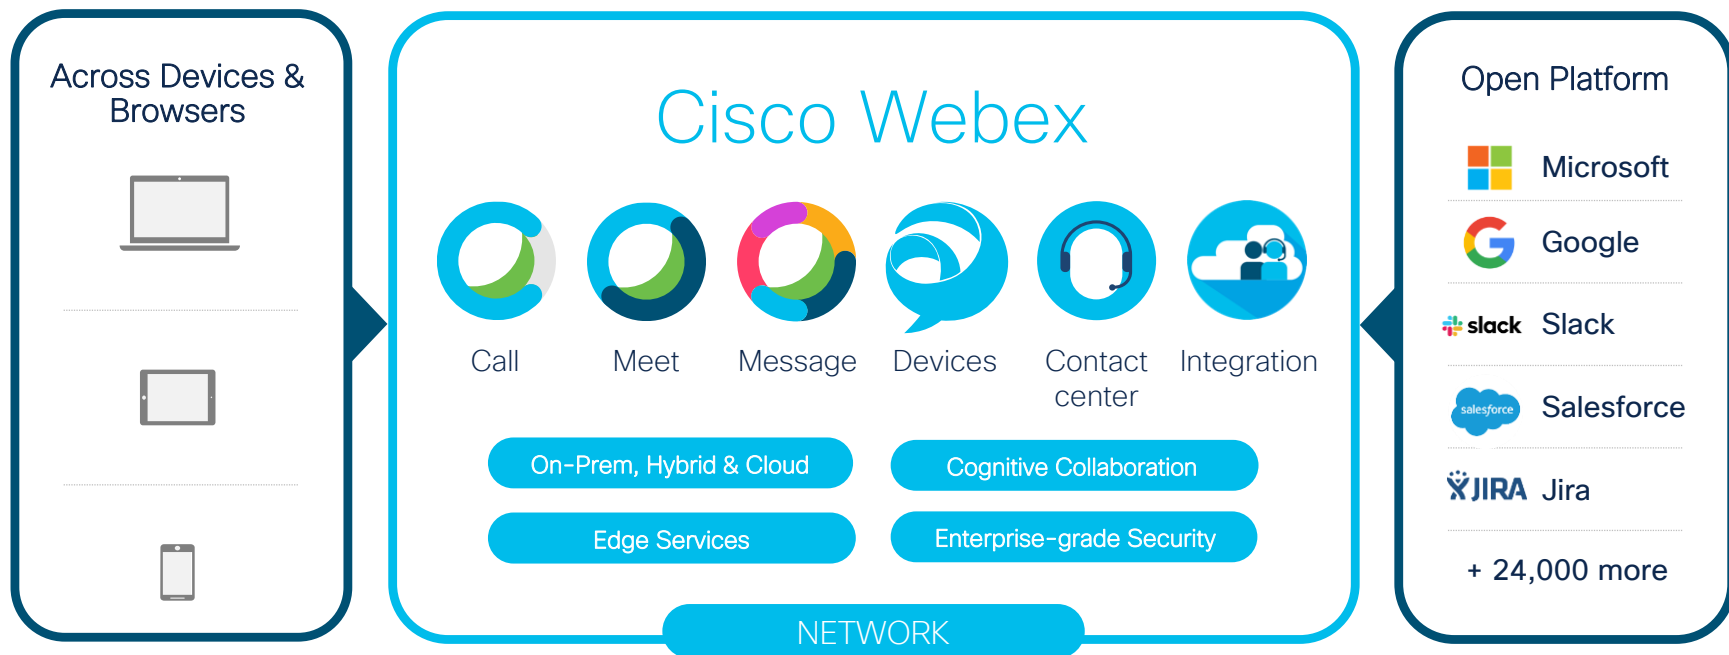 Across Devices &
Browsers
Cisco Webex
Call
Meet
Message
Devices
Contact
center
Integration
On-Prem, Hybrid & Cloud
Cognitive Collaboration
Edge Services
Enterprise-grade Security
NETWORK
Open Platform
Microsoft
Google
slack Slack
salesforce Salesforce
JIRA Jira
+ 24,000 more